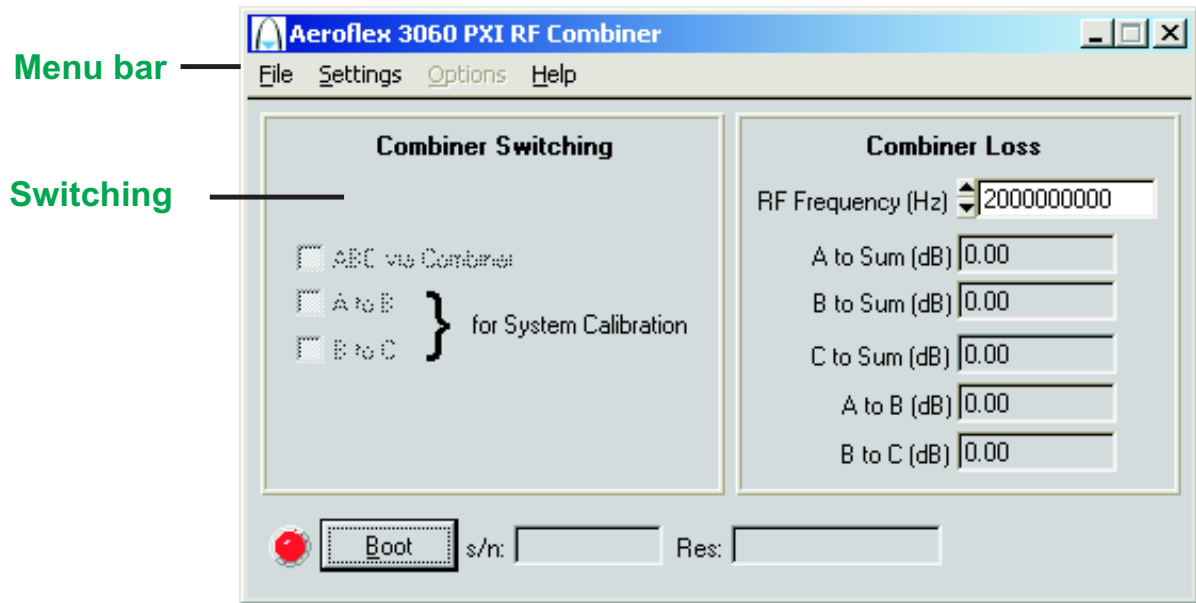 Aeroflex 3060 PXI RF Combiner
Menu bar
File Settings Options Help
Combiner Switching
Combiner Loss
Switching
RF Frequency (Hz) 2000000000
ABC via Combiner
A to Sum (dB) 0.00
A to B
B to Sum (dB) 0.00
for System Calibration
B to C
C to Sum (dB) 0.00
A to B (dB) 0.00
B to C (dB) 0.00
Boot s/n: Res: